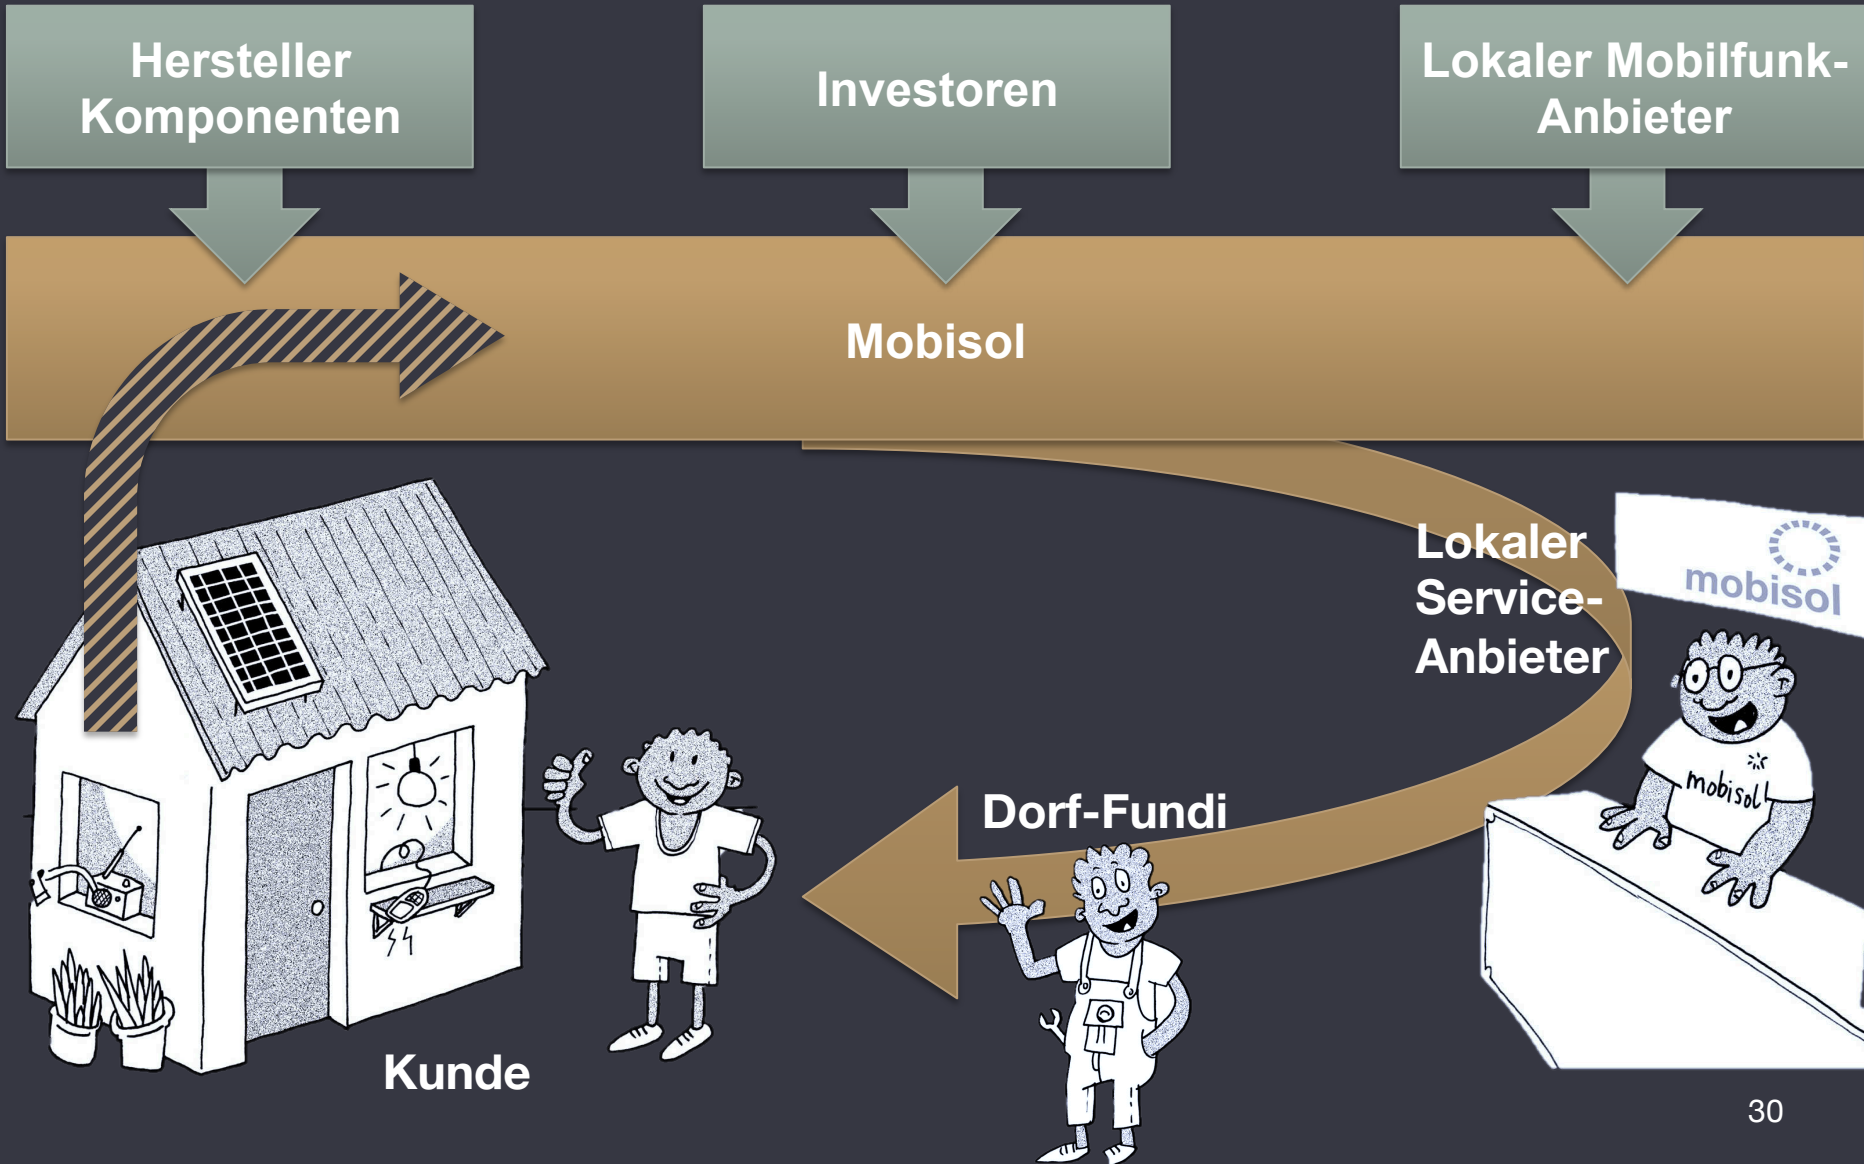 Hersteller
Komponenten
Investoren
Lokaler Mobilfunk-
Anbieter
Mobisol
Lokaler
Service-
Anbieter
mobisol
mobisol
Dorf-Fundi
Kunde
30